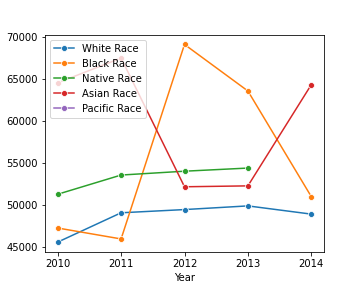 70000
65000
60000
55000
50000
45000
White Race
Black Race
Native Race
Asian Race
Pacific Race
2010 2011 2012 2013 2014
Year